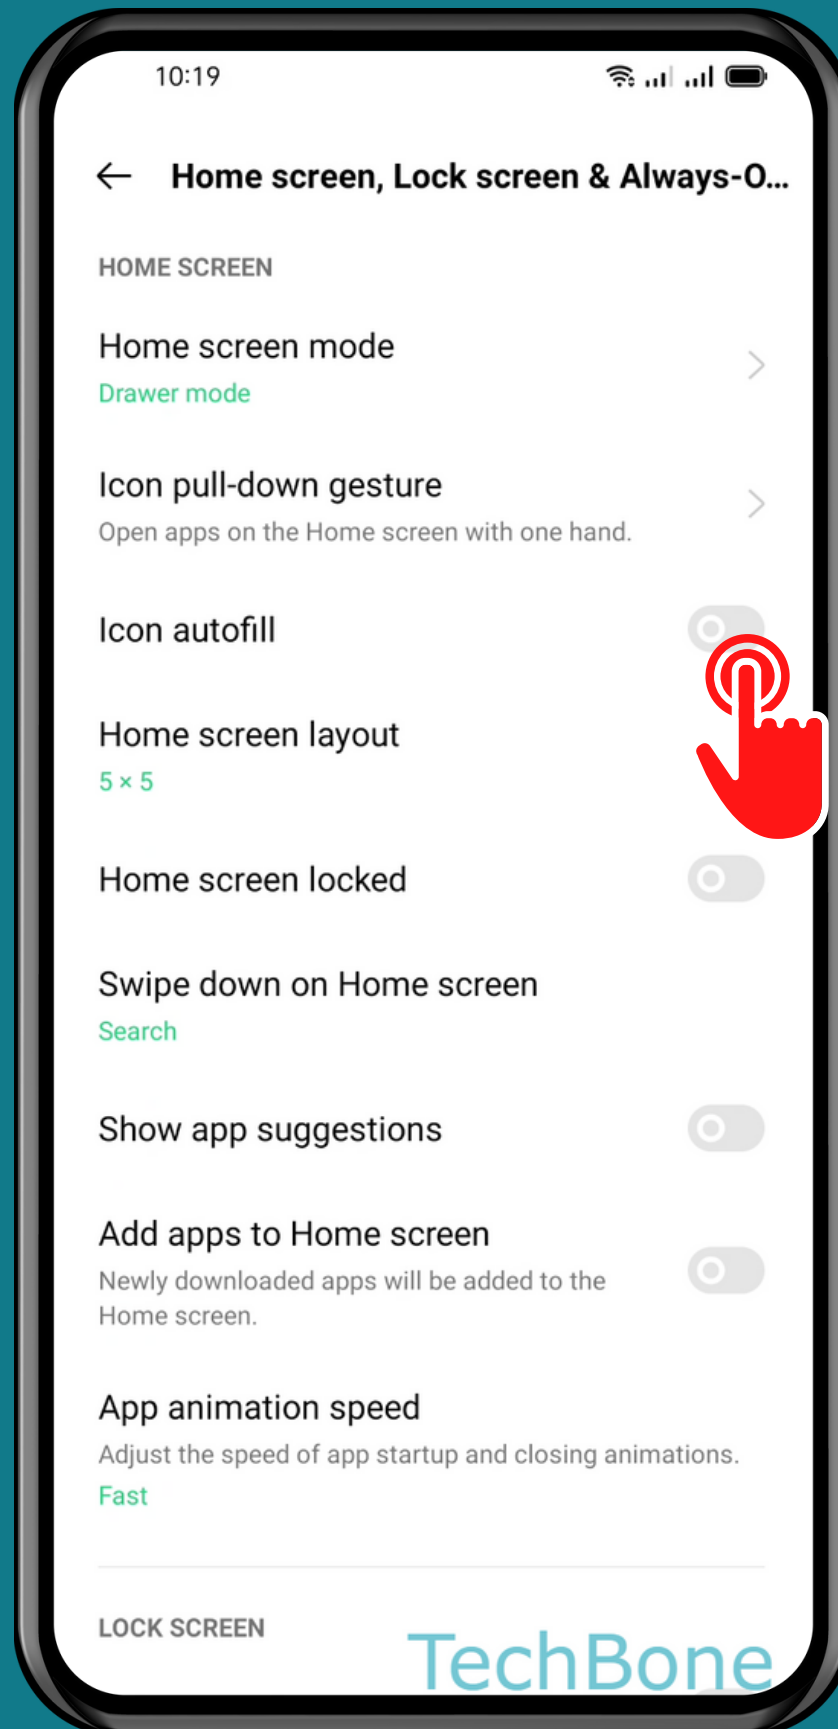 10:19
Home screen, Lock screen & Always-O...
HOME SCREEN
Home screen mode
Drawer mode
Icon pull-down gesture
Open apps on the Home screen with one hand.
Icon autofill
Home screen layout
5 × 5
Home screen locked
Swipe down on Home screen
Search
Show app suggestions
Add apps to Home screen
Newly downloaded apps will be added to the
Home screen.
App animation speed
Adjust the speed of app startup and closing animations.
Fast
LOCK SCREEN
TechBone